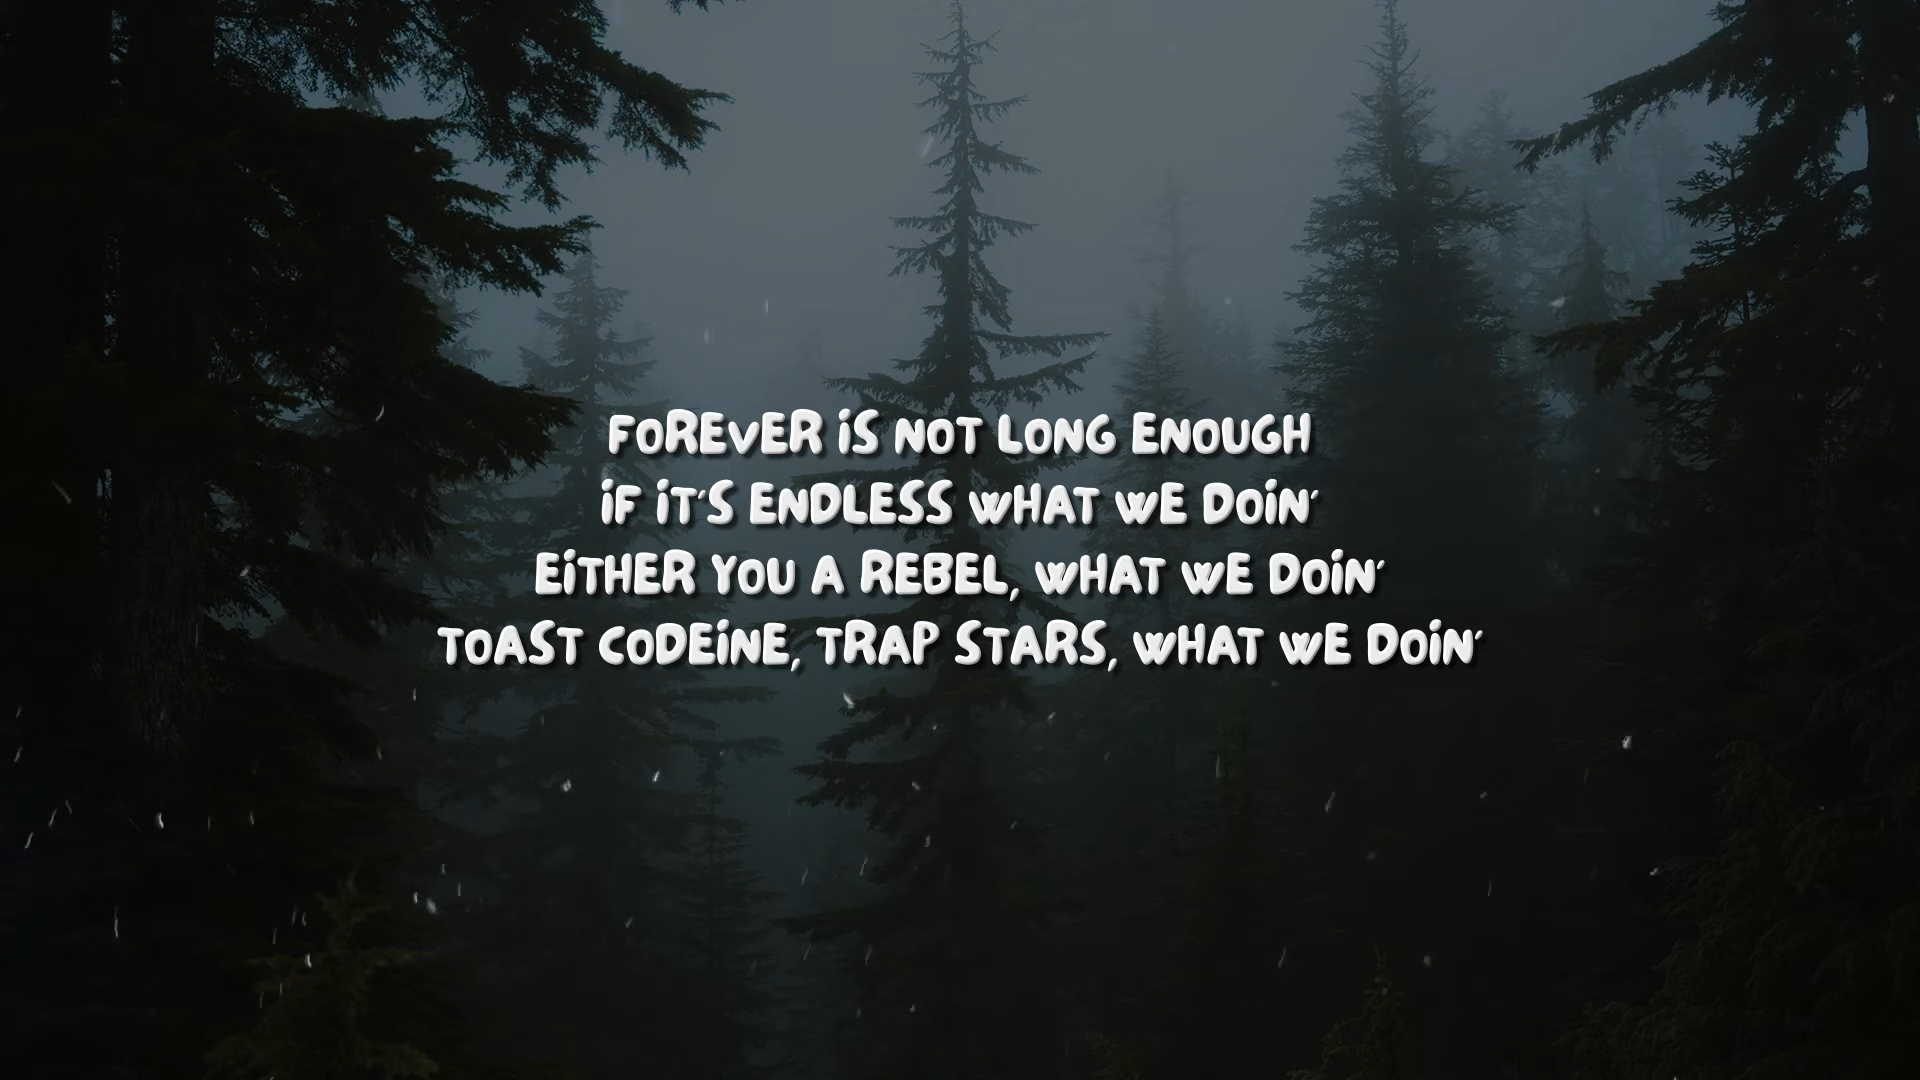 FOREVER iS NOT LONG ENOUGH
iF iT'S ENDLESS WHAT WE DOiN'
EiTHER YOU A REBEL, WHAT WE DOiN'
TOAST CODEiNE, TRAP STARS, WHAT WE DOiN'